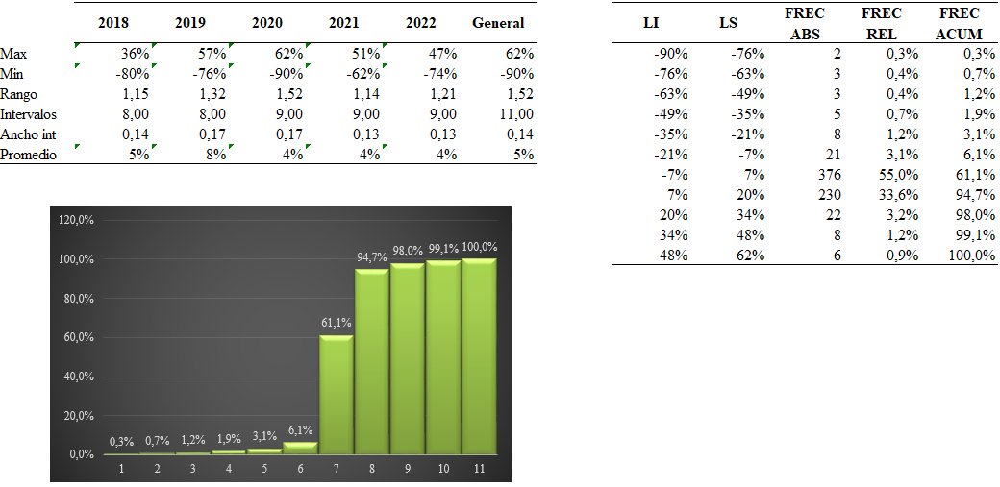 2018 2019 2020 2021 2022 General
Max 36% 57% 62% 51% 47% 62%
Min -80% -76% -90% -62% -74% -90%
Rango 1,15 1,32 1,52 1,14 1,21 1,52
Intervalos 8,00 8,00 9,00 9,00 9,00 11,00
Ancho int 0,14 0,17 0,17 0,13 0,13 0,14
Promedio 5% 8% 4% 4% 4% 5%
LI LS FREC ABS FREC REL FREC ACUM
-90% -76% 2 0,3% 0,3%
-76% -63% 3 0,4% 0,7%
-63% -49% 3 0,4% 1,2%
-49% -35% 5 0,7% 1,9%
-35% -21% 8 1,2% 3,1%
-21% -7% 21 3,1% 6,1%
-7% 7% 376 55,0% 61,1%
7% 20% 230 33,6% 94,7%
20% 34% 22 3,2% 98,0%
34% 48% 8 1,2% 99,1%
48% 62% 6 0,9% 100,0%
120,0%
100,0%
80,0%
60,0%
40,0%
20,0%
0,0%
0,3% 0,7% 1,2% 1,9% 3,1% 6,1% 61,1% 94,7% 98,0% 99,1% 100,0%
1 2 3 4 5 6 7 8 9 10 11